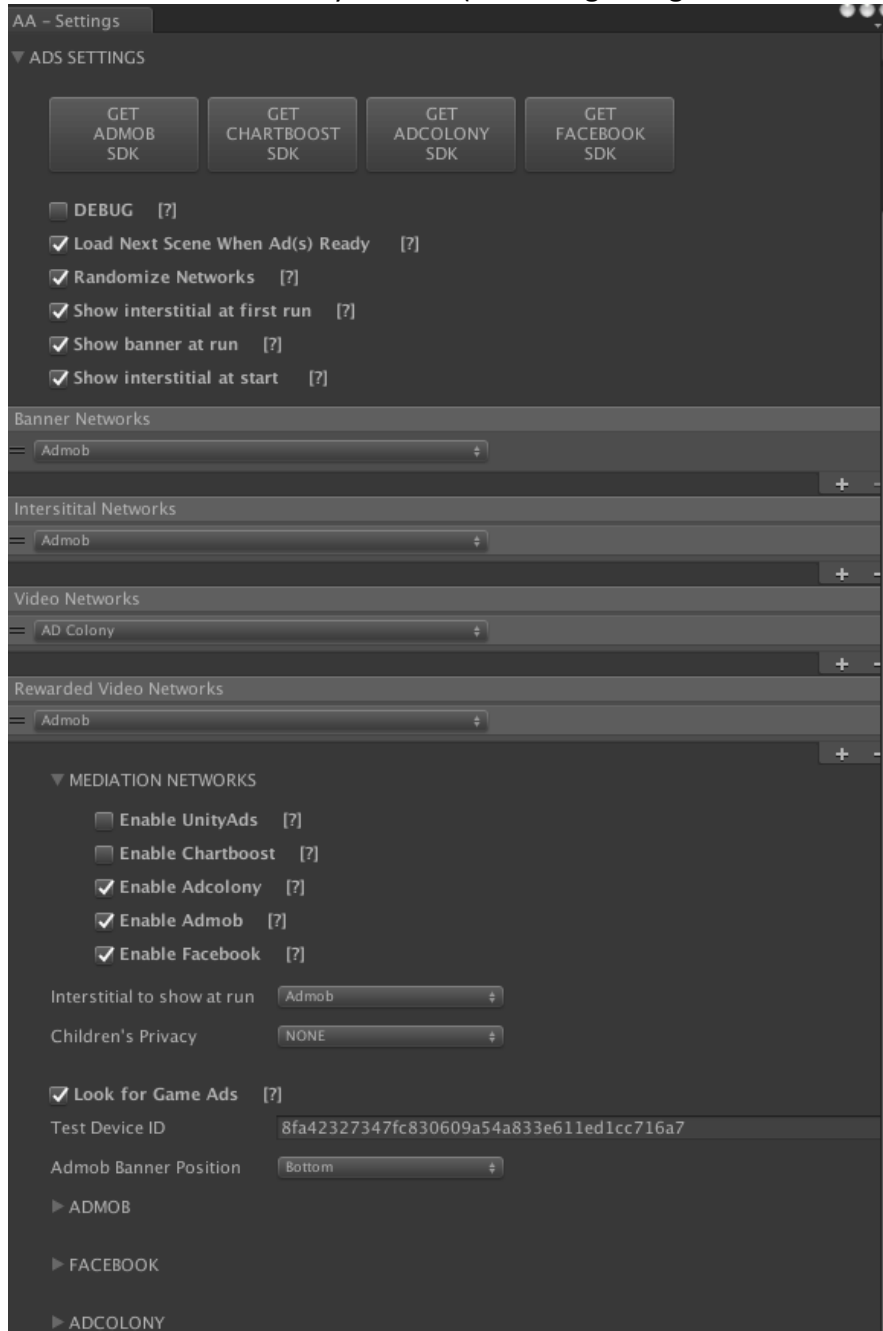 AA - Settings
ADS SETTINGS
GET ADMOB SDK
GET CHARTBOOST SDK
GET ADCOLONY SDK
GET FACEBOOK SDK
DEBUG [?]
Load Next Scene When Ad(s) Ready [?]
Randomize Networks [?]
Show interstitial at first run [?]
Show banner at run [?]
Show interstitial at start [?]
Banner Networks
Admob
+ -
Intersitital Networks
Admob
+ -
Video Networks
AD Colony
+ -
Rewarded Video Networks
Admob
+ -
MEDIATION NETWORKS
Enable UnityAds [?]
Enable Chartboost [?]
Enable Adcolony [?]
Enable Admob [?]
Enable Facebook [?]
Interstitial to show at run Admob
Children's Privacy NONE
Look for Game Ads [?]
Test Device ID 8fa42327347fc830609a54a833e611ed1cc716a7
Admob Banner Position Bottom
ADMOB
FACEBOOK
ADCOLONY